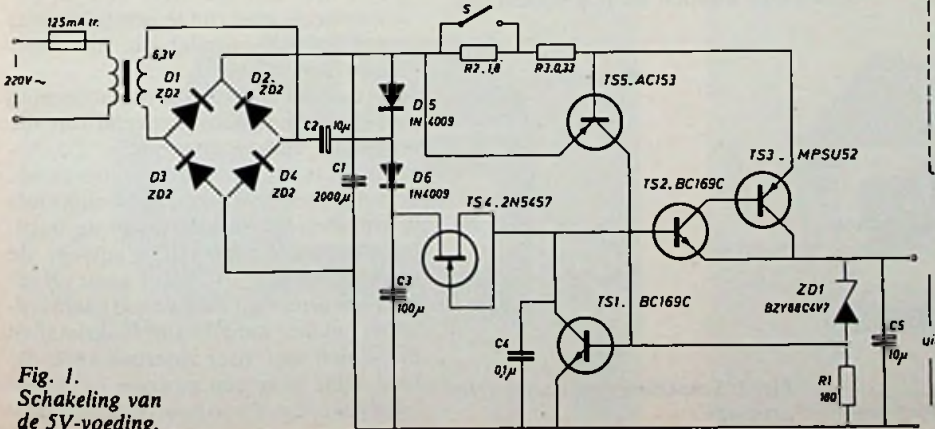 125mA tr.
220V~
6,3V
D1
ZD2
D2
ZD2
D3
ZD2
D4
ZD2
C2
10µ
C1
2000µ
D5
1N4009
D6
1N4009
C3
100µ
S
R2.1,8
R3.0,33
TS5.AC153
TS4.2N5457
TS2.BC169C
TS3. MPSU52
TS1. BC169C
C4
0,1µ
ZD1
BZY88C4V7
R1
180
C5
10µ
ui
Fig. 1.
Schakeling van
de 5V-voeding.